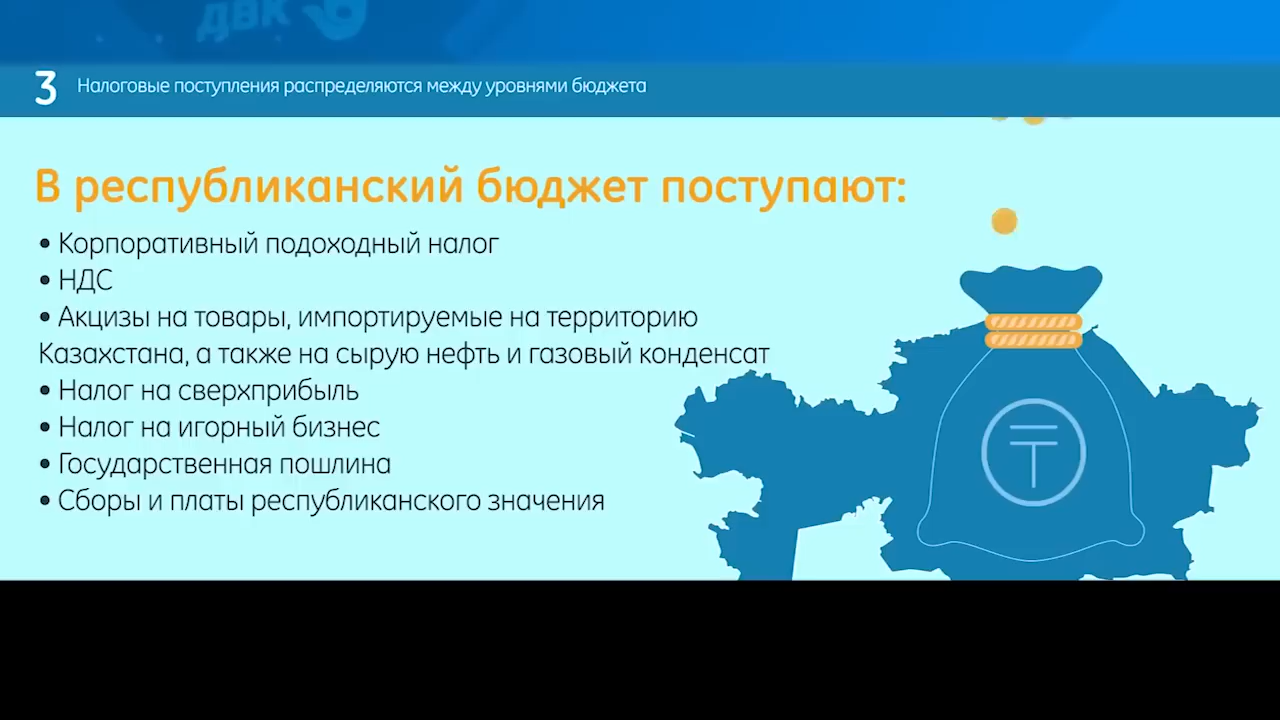 ДВК
3 Налоговые поступления распределяются между уровнями бюджета
В республиканский бюджет поступают:
• Корпоративный подоходный налог
• НДС
• Акцизы на товары, импортируемые на территорию
Казахстана, а также на сырую нефть и газовый конденсат
• Налог на сверхприбыль
• Налог на игорный бизнес
• Государственная пошлина
• Сборы и платы республиканского значения
₸